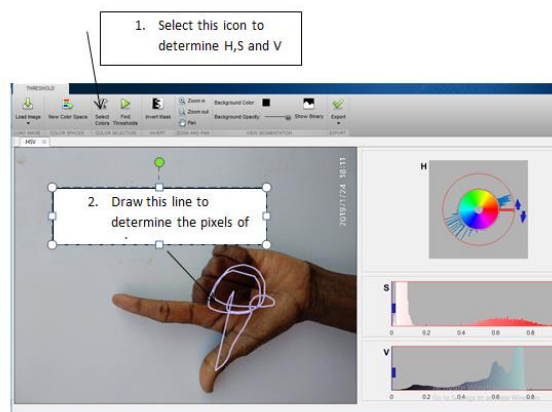 1. Select this icon to
determine H,S and V
THRESHOLD
Load Image
New Color Space
Select
Colors
Find
Thresholds
Invert Mask
Zoom in
Zoom out
Pan
Background Color
Background Opacity
Show Binary
Export
LOAD IMAGE
COLOR SPACES
COLOR SELECTION
INVERT
ZOOM AND PAN
VIEW SEGMENTATION
EXPORT
HSV
2. Draw this line to
determine the pixels of
2019/1/24 18:11
H
S
0 0.2 0.4 0.6 0.8
V
0 0.2 0.4 0.6 0.8